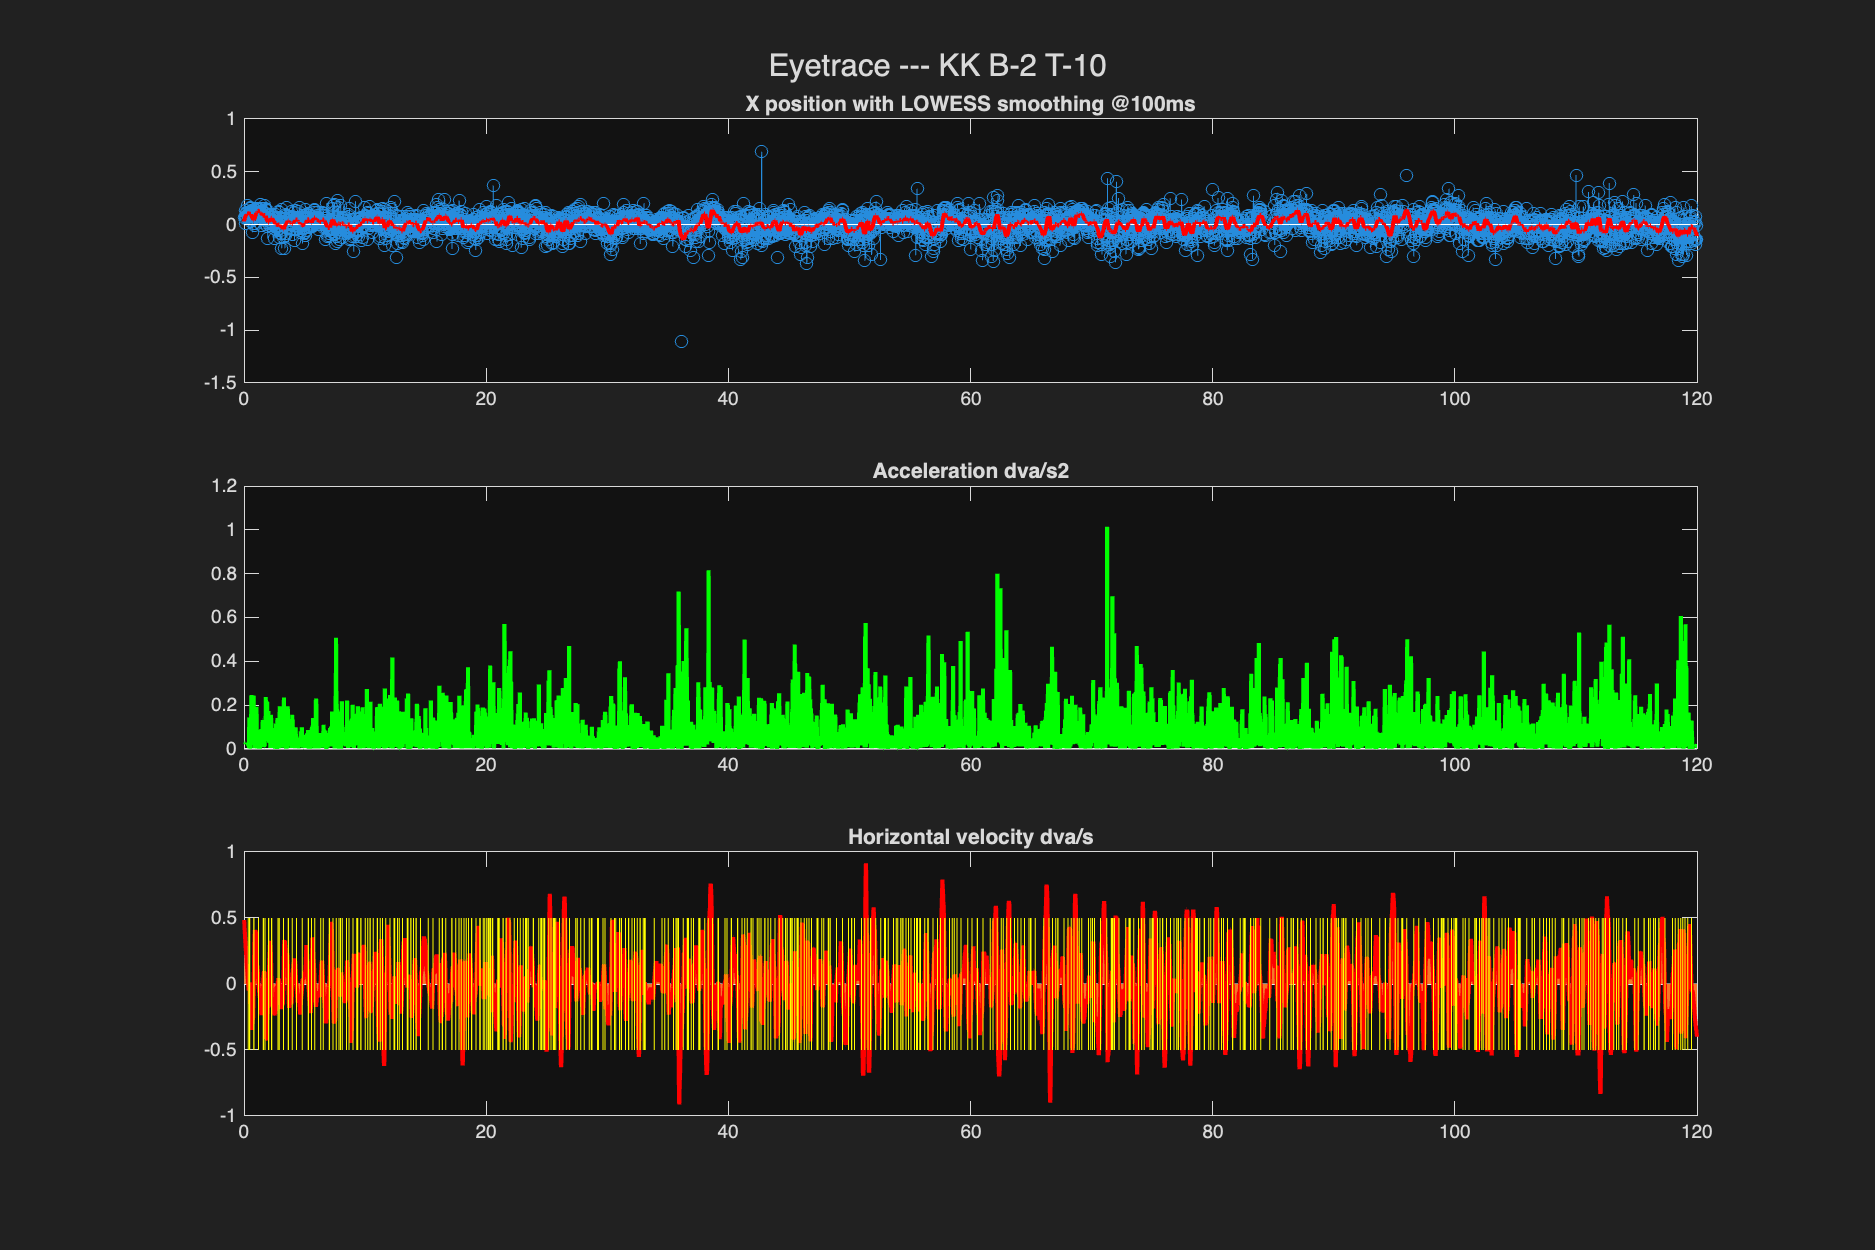 Eyetrace --- KK B-2 T-10
X position with LOWESS smoothing @100ms
1
0.5
0
-0.5
-1
-1.5
0 20 40 60 80 100 120
Acceleration dva/s2
1.2
1
0.8
0.6
0.4
0.2
0
0 20 40 60 80 100 120
Horizontal velocity dva/s
1
0.5
0
-0.5
-1
0 20 40 60 80 100 120